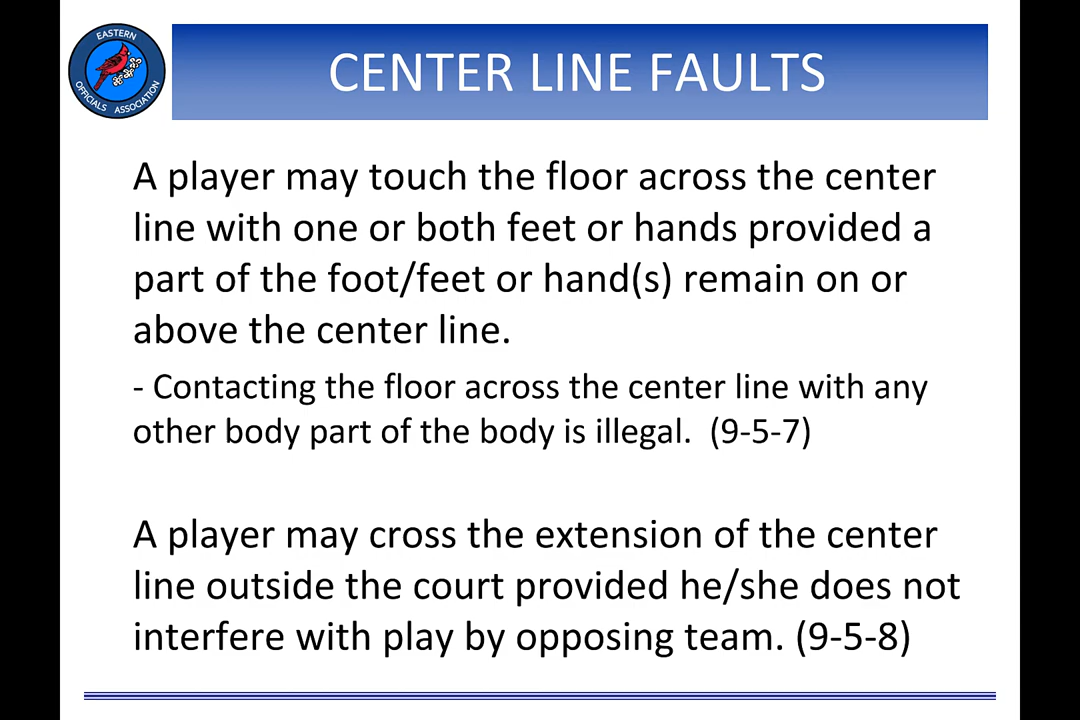 EASTERN
OFFICIALS ASSOCIATION
CENTER LINE FAULTS
A player may touch the floor across the center
line with one or both feet or hands provided a
part of the foot/feet or hand(s) remain on or
above the center line.
- Contacting the floor across the center line with any
other body part of the body is illegal.  (9-5-7)
A player may cross the extension of the center
line outside the court provided he/she does not
interfere with play by opposing team. (9-5-8)